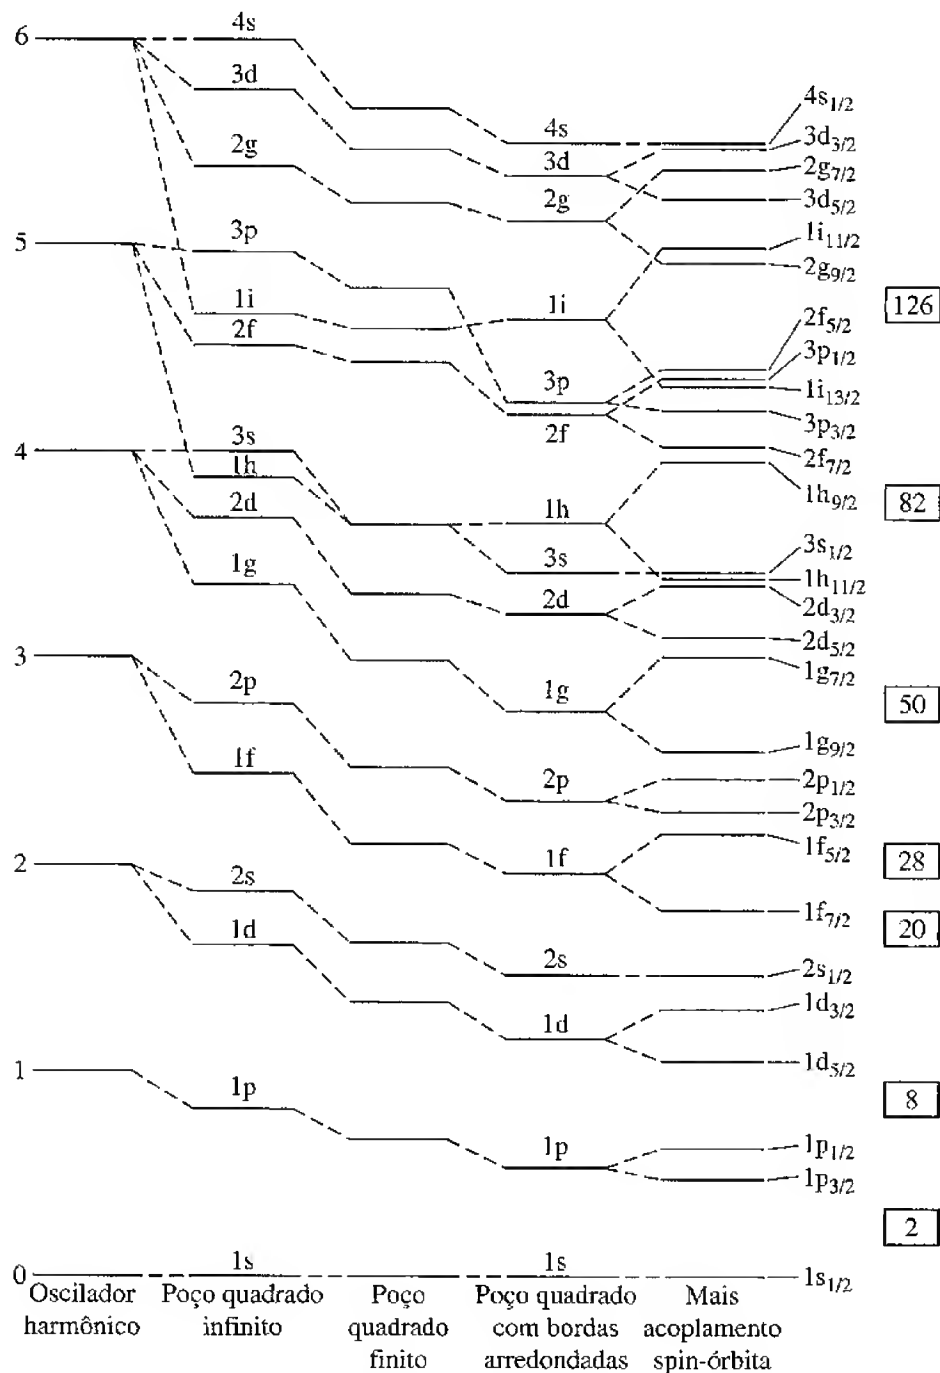 6
4s
3d
2g
3p
1i
2f
5
3s
1h
2d
1g
4
2p
1f
3
2s
1d
2
1p
1
1s
0
4s
3d
2g
1i
3p
2f
1h
3s
2d
1g
2p
1f
2s
1d
1p
1s
4s1/2
3d3/2
2g7/2
3d5/2
1i11/2
2g9/2
126
2f5/2
3p1/2
1i13/2
3p3/2
2f7/2
1h9/2
82
3s1/2
1h11/2
2d3/2
2d5/2
1g7/2
50
1g9/2
2p1/2
2p3/2
1f5/2
28
1f7/2
20
2s1/2
1d3/2
1d5/2
8
1p1/2
1p3/2
2
1s1/2
Oscilador
harmônico
Poço quadrado
infinito
Poço
quadrado
finito
Poço quadrado
com bordas
arredondadas
Mais
acoplamento
spin-órbita